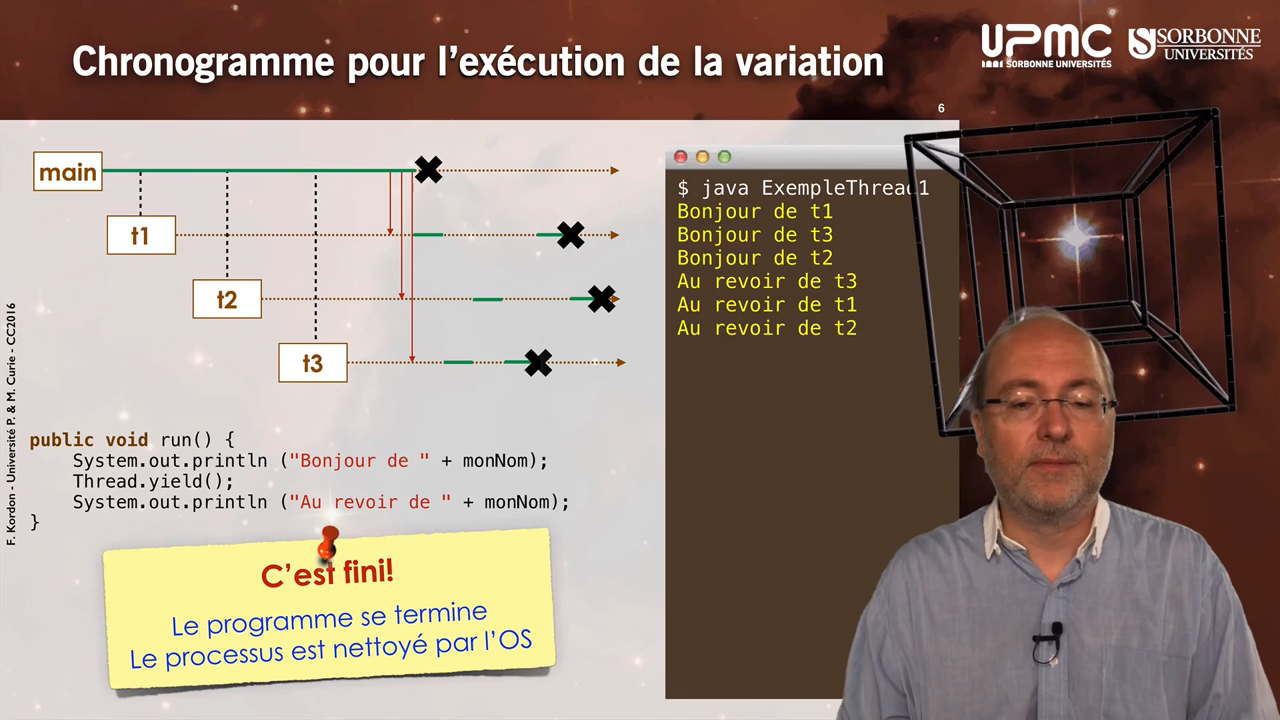 Chronogramme pour l'exécution de la variation
UPMC
SORBONNE UNIVERSITÉS
SORBONNE
UNIVERSITÉS
6
main
t1
t2
t3
$ java ExempleThread1
Bonjour de t1
Bonjour de t3
Bonjour de t2
Au revoir de t3
Au revoir de t1
Au revoir de t2
F. Kordon - Université P. & M. Curie - CC2016
public void run() {
    System.out.println ("Bonjour de " + monNom);
    Thread.yield();
    System.out.println ("Au revoir de " + monNom);
}
C'est fini!
Le programme se termine
Le processus est nettoyé par l'OS